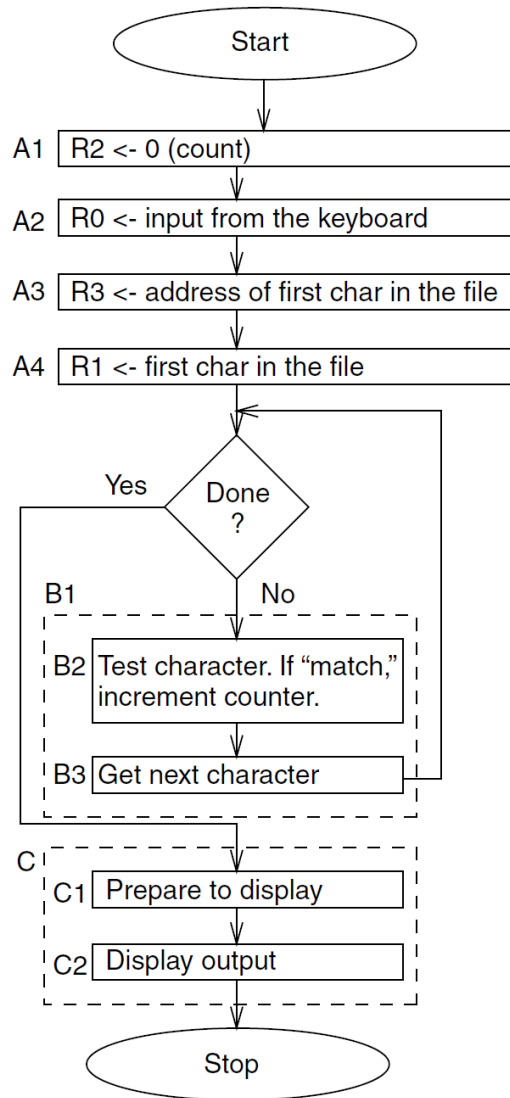 Start
A1 R2 <- 0 (count)
A2 R0 <- input from the keyboard
A3 R3 <- address of first char in the file
A4 R1 <- first char in the file
Yes
Done
?
B1
No
B2 Test character. If “match,”
increment counter.
B3 Get next character
C
C1 Prepare to display
C2 Display output
Stop